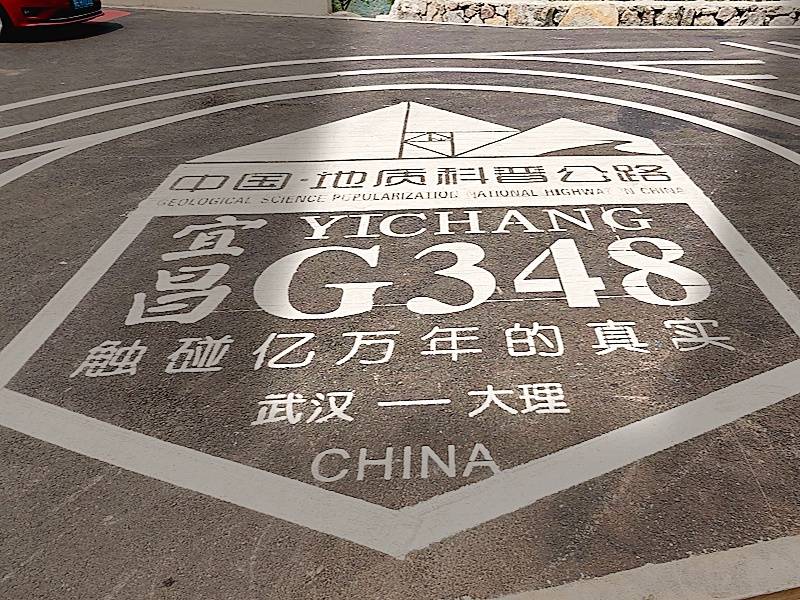 中国·地质科普公路
GEOLOGICAL SCIENCE POPULARIZATION NATIONAL HIGHWAY IN CHINA
宜昌
YICHANG
G348
触碰亿万年的真实
武汉 — 大理
CHINA